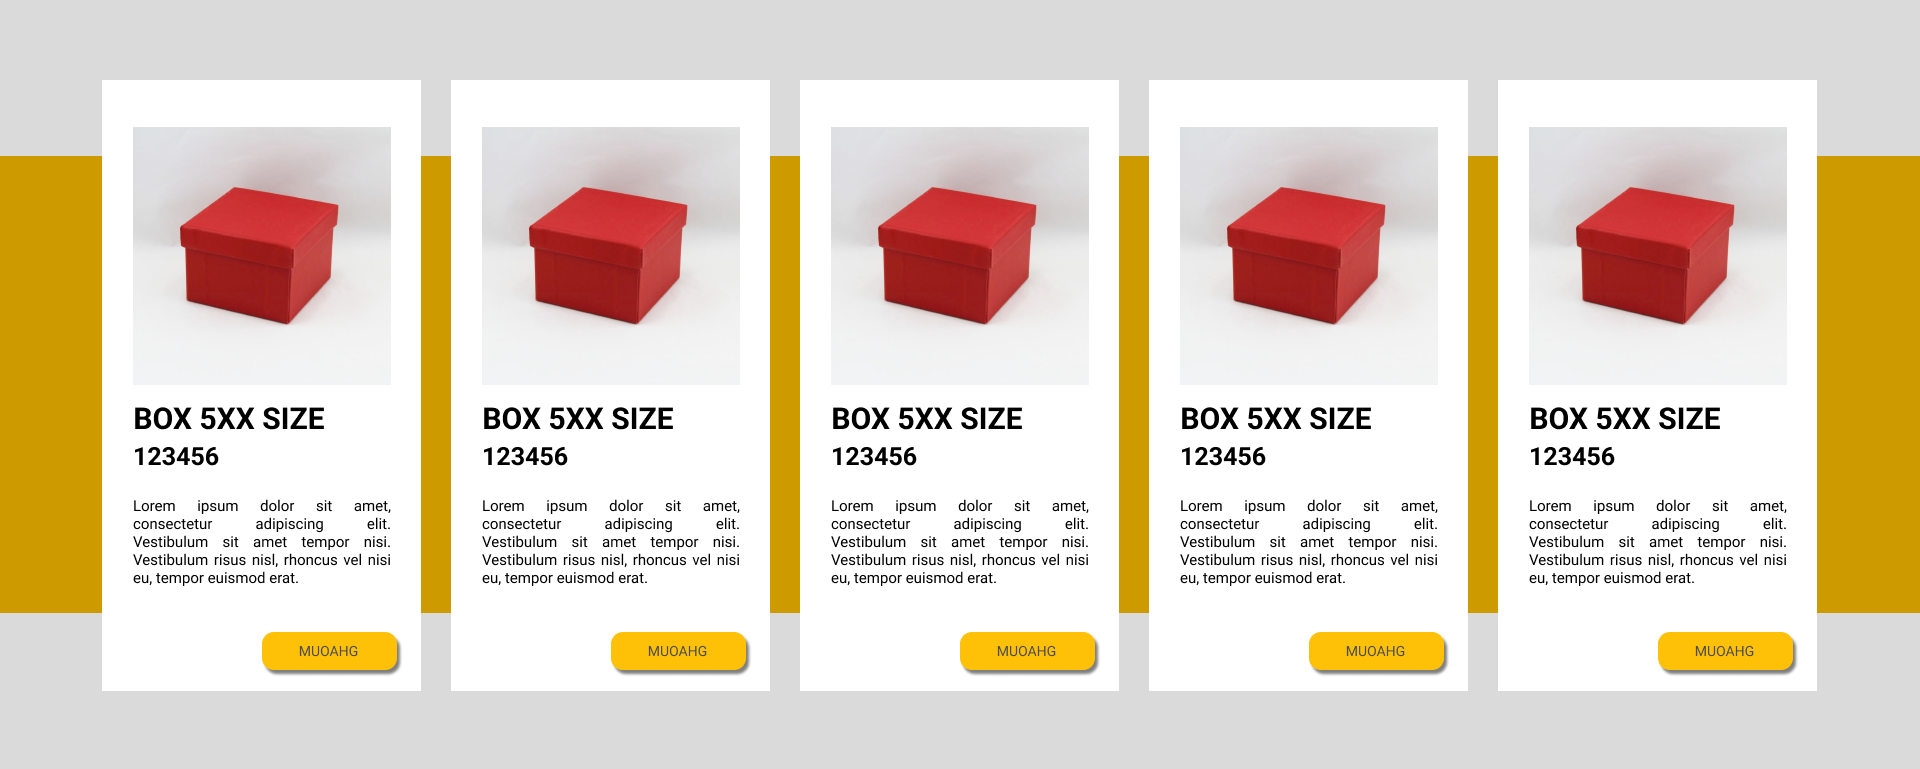 BOX 5XX SIZE
123456
Lorem ipsum dolor sit amet,
consectetur adipiscing elit.
Vestibulum sit amet tempor nisi.
Vestibulum risus nisl, rhoncus vel nisi
eu, tempor euismod erat.
MUOAHG
BOX 5XX SIZE
123456
Lorem ipsum dolor sit amet,
consectetur adipiscing elit.
Vestibulum sit amet tempor nisi.
Vestibulum risus nisl, rhoncus vel nisi
eu, tempor euismod erat.
MUOAHG
BOX 5XX SIZE
123456
Lorem ipsum dolor sit amet,
consectetur adipiscing elit.
Vestibulum sit amet tempor nisi.
Vestibulum risus nisl, rhoncus vel nisi
eu, tempor euismod erat.
MUOAHG
BOX 5XX SIZE
123456
Lorem ipsum dolor sit amet,
consectetur adipiscing elit.
Vestibulum sit amet tempor nisi.
Vestibulum risus nisl, rhoncus vel nisi
eu, tempor euismod erat.
MUOAHG
BOX 5XX SIZE
123456
Lorem ipsum dolor sit amet,
consectetur adipiscing elit.
Vestibulum sit amet tempor nisi.
Vestibulum risus nisl, rhoncus vel nisi
eu, tempor euismod erat.
MUOAHG